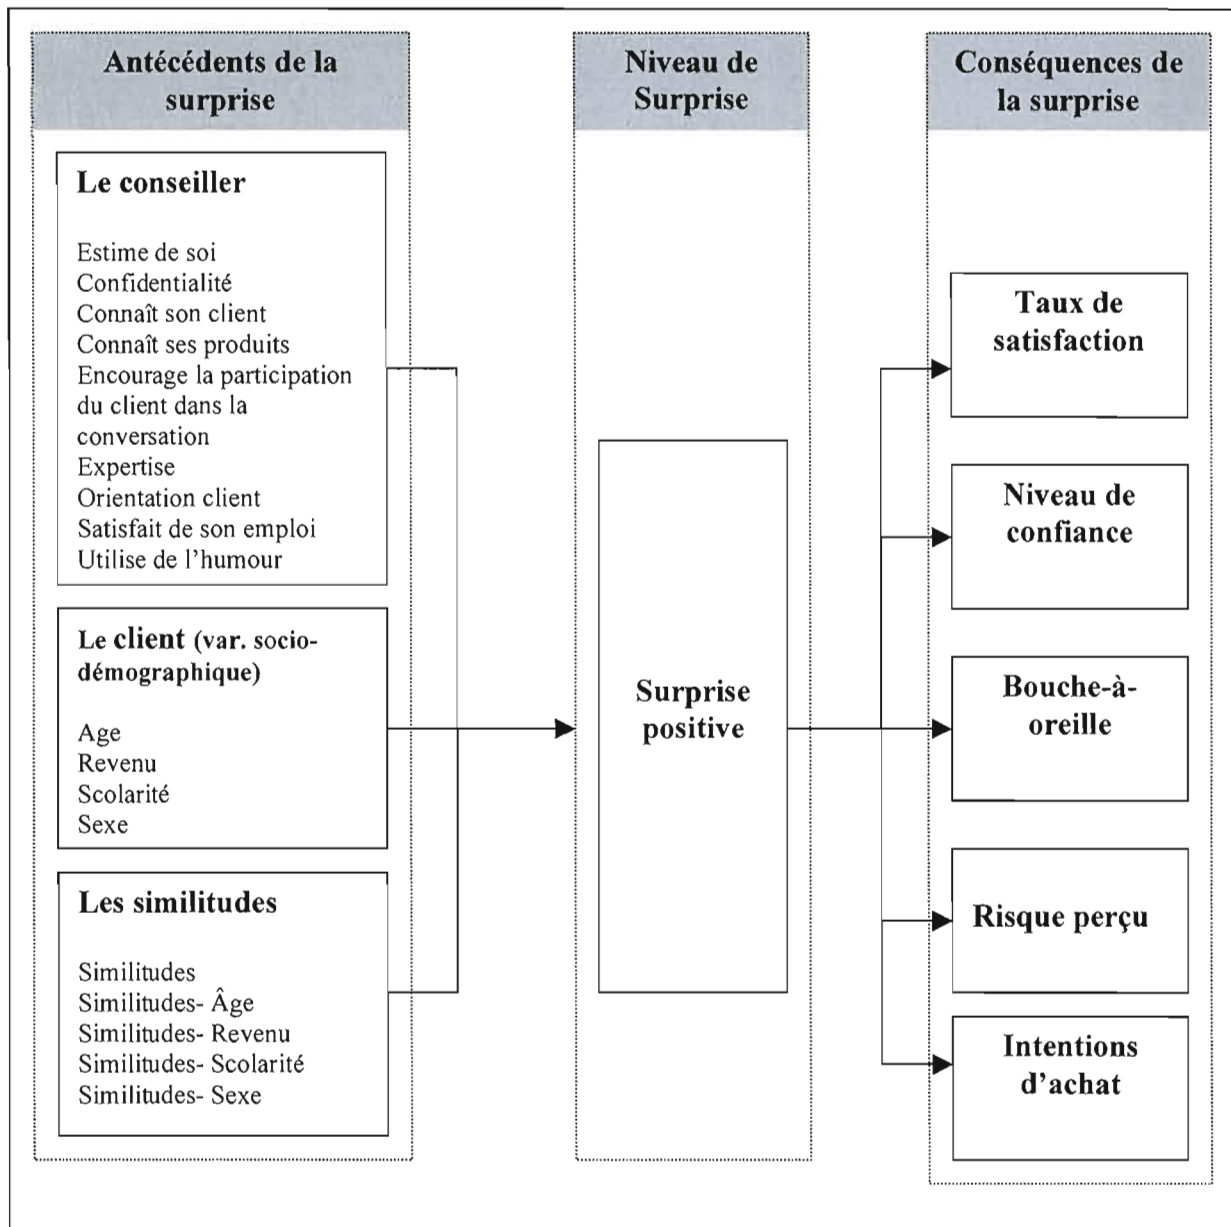 Antécédents de la
surprise
Le conseiller
Estime de soi
Confidentialité
Connaît son client
Connaît ses produits
Encourage la participation
du client dans la
conversation
Expertise
Orientation client
Satisfait de son emploi
Utilise de l’humour
Le client (var. socio-
démographique)
Age
Revenu
Scolarité
Sexe
Les similitudes
Similitudes
Similitudes- Âge
Similitudes- Revenu
Similitudes- Scolarité
Similitudes- Sexe
Niveau de
Surprise
Surprise
positive
Conséquences de
la surprise
Taux de
satisfaction
Niveau de
confiance
Bouche-à-
oreille
Risque perçu
Intentions
d’achat